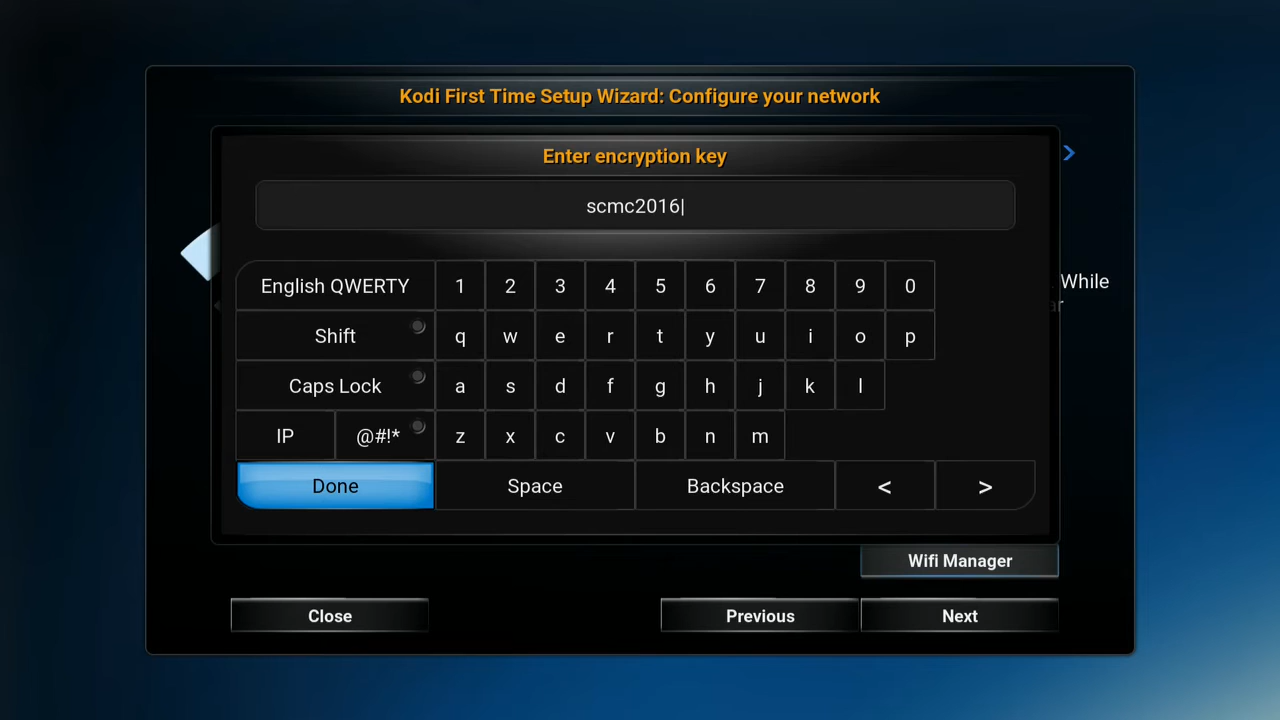 Kodi First Time Setup Wizard: Configure your network
Enter encryption key
>
scmc2016
While
English QWERTY 1 2 3 4 5 6 7 8 9 0
Shift q w e r t y u i o p
Caps Lock a s d f g h j k l
IP @#!* z x c v b n m
Done Space Backspace < >
Wifi Manager
Close Previous Next